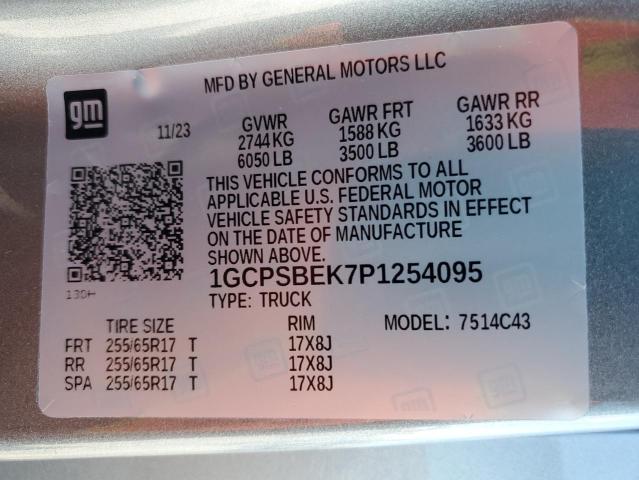 gm
MFD BY GENERAL MOTORS LLC
11/23
GVWR GAWR FRT GAWR RR
2744 KG 1588 KG 1633 KG
6050 LB 3500 LB 3600 LB
THIS VEHICLE CONFORMS TO ALL
APPLICABLE U.S. FEDERAL MOTOR
VEHICLE SAFETY STANDARDS IN EFFECT
ON THE DATE OF MANUFACTURE
SHOWN ABOVE.
1GCPSBEK7P1254095
130H
TYPE: TRUCK
TIRE SIZE RIM MODEL: 7514C43
FRT 255/65R17 T 17X8J
RR 255/65R17 T 17X8J
SPA 255/65R17 T 17X8J